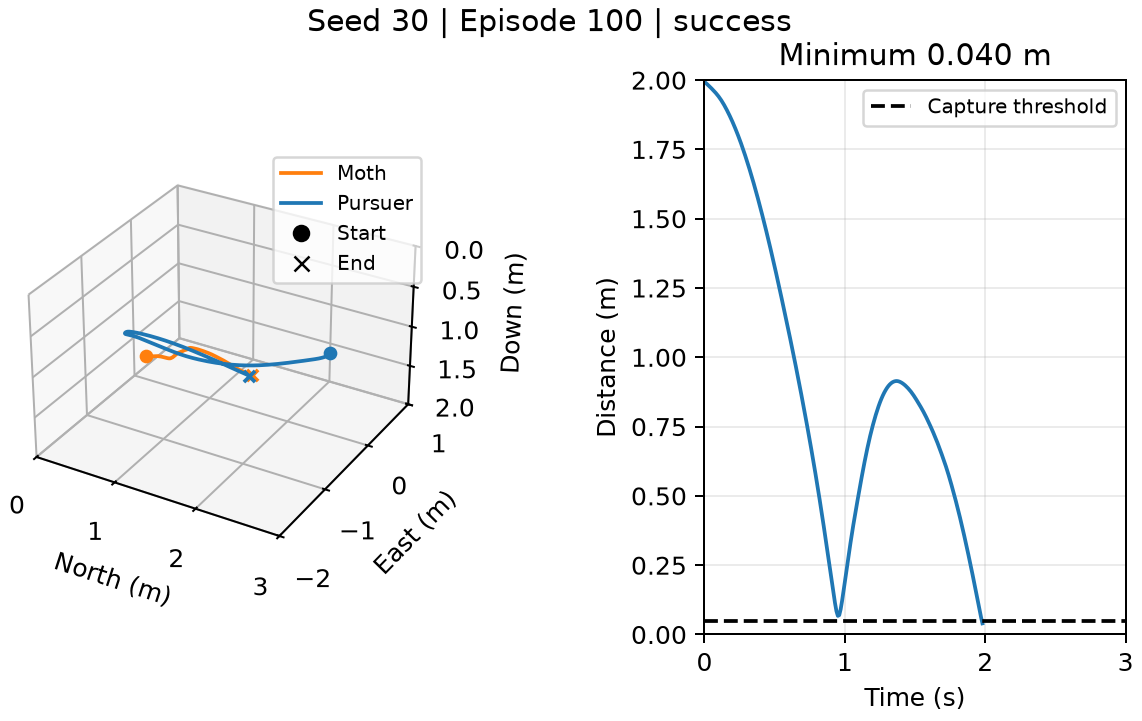 Seed 30 | Episode 100 | success
Moth
Pursuer
Start
End
0.0
0.5
1.0
1.5
2.0
Down (m)
1
0
−1
−2
East (m)
0
1
2
3
North (m)
Minimum 0.040 m
Capture threshold
2.00
1.75
1.50
1.25
1.00
0.75
0.50
0.25
0.00
Distance (m)
0
1
2
3
Time (s)